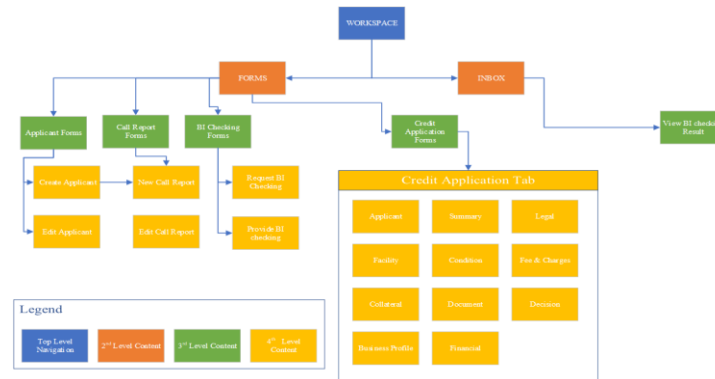 WORKSPACE
FORMS
INBOX
Applicant Forms
Call Report
Forms
BI Checking
Forms
Credit
Application
Forms
View BI checking
Result
Create Applicant
New Call Report
Request BI
Checking
Edit Applicant
Edit Call Report
Provide BI
checking
Credit Application Tab
Applicant
Summary
Legal
Facility
Condition
Fee & Charges
Collateral
Document
Decision
Business Profile
Financial
Legend
Top Level
Navigation
2nd Level Content
3rd Level Content
4th Level
Content